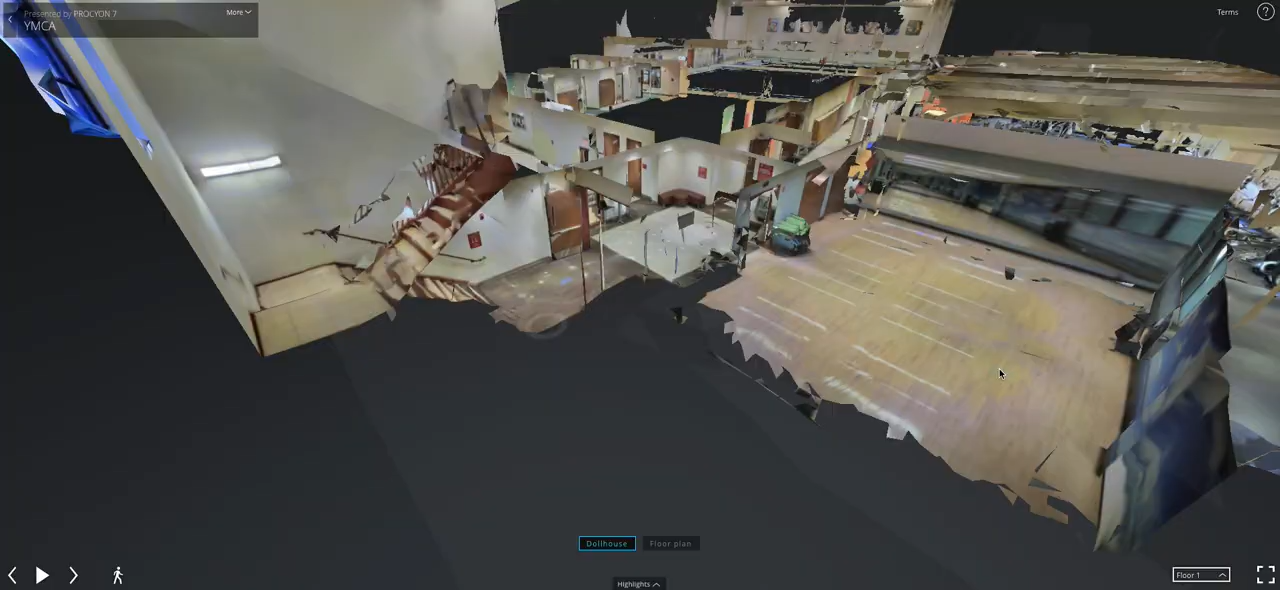 Presented by PROCYON 7
More
YMCA
Terms
?
Dollhouse
Floor plan
Highlights
Floor 1